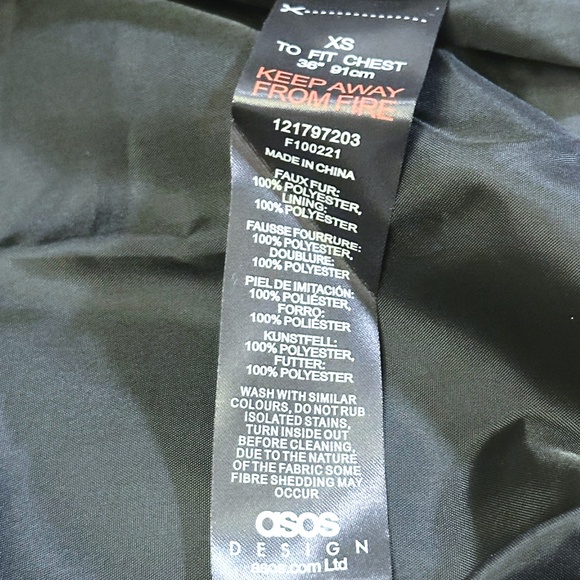 XS
TO FIT CHEST
36" 91cm
KEEP AWAY
FROM FIRE
121797203
F100221
MADE IN CHINA
FAUX FUR:
100% POLYESTER,
LINING:
100% POLYESTER
FAUSSE FOURRURE:
100% POLYESTER,
DOUBLURE:
100% POLYESTER
PIEL DE IMITACIÓN:
100% POLIÉSTER,
FORRO:
100% POLIÉSTER
KUNSTFELL:
100% POLYESTER,
FUTTER:
100% POLYESTER
WASH WITH SIMILAR
COLOURS, DO NOT RUB
ISOLATED STAINS,
TURN INSIDE OUT
BEFORE CLEANING,
DUE TO THE NATURE
OF THE FABRIC SOME
FIBRE SHEDDING MAY
OCCUR
asos
DESIGN
asos.com Ltd